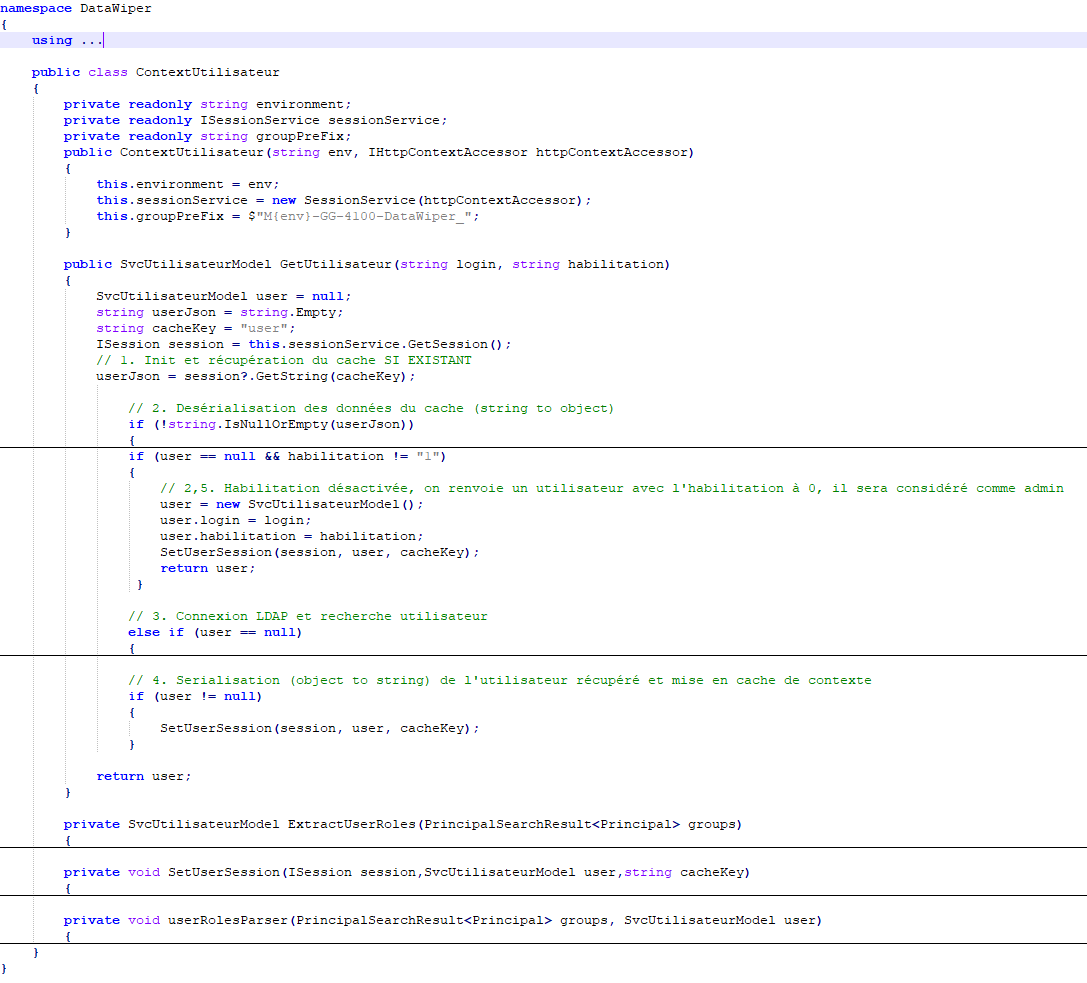 namespace DataWiper
{
using ...
public class ContextUtilisateur
{
private readonly string environment;
private readonly ISessionService sessionService;
private readonly string groupPreFix;
public ContextUtilisateur(string env, IHttpContextAccessor httpContextAccessor)
{
this.environment = env;
this.sessionService = new SessionService(httpContextAccessor);
this.groupPreFix = $"M{env}-GG-4100-DataWiper_";
}
public SvcUtilisateurModel GetUtilisateur(string login, string habilitation)
{
SvcUtilisateurModel user = null;
string userJson = string.Empty;
string cacheKey = "user";
ISession session = this.sessionService.GetSession();
// 1. Init et récupération du cache SI EXISTANT
userJson = session?.GetString(cacheKey);
// 2. Desérialisation des données du cache (string to object)
if (!string.IsNullOrEmpty(userJson))
{
if (user == null && habilitation != "1")
{
// 2,5. Habilitation désactivée, on renvoie un utilisateur avec l'habilitation à 0, il sera considéré comme admin
user = new SvcUtilisateurModel();
user.login = login;
user.habilitation = habilitation;
SetUserSession(session, user, cacheKey);
return user;
}
// 3. Connexion LDAP et recherche utilisateur
else if (user == null)
{
// 4. Serialisation (object to string) de l'utilisateur récupéré et mise en cache de contexte
if (user != null)
{
SetUserSession(session, user, cacheKey);
}
return user;
}
private SvcUtilisateurModel ExtractUserRoles(PrincipalSearchResult<Principal> groups)
{
private void SetUserSession(ISession session,SvcUtilisateurModel user,string cacheKey)
{
private void userRolesParser(PrincipalSearchResult<Principal> groups, SvcUtilisateurModel user)
{
}
}